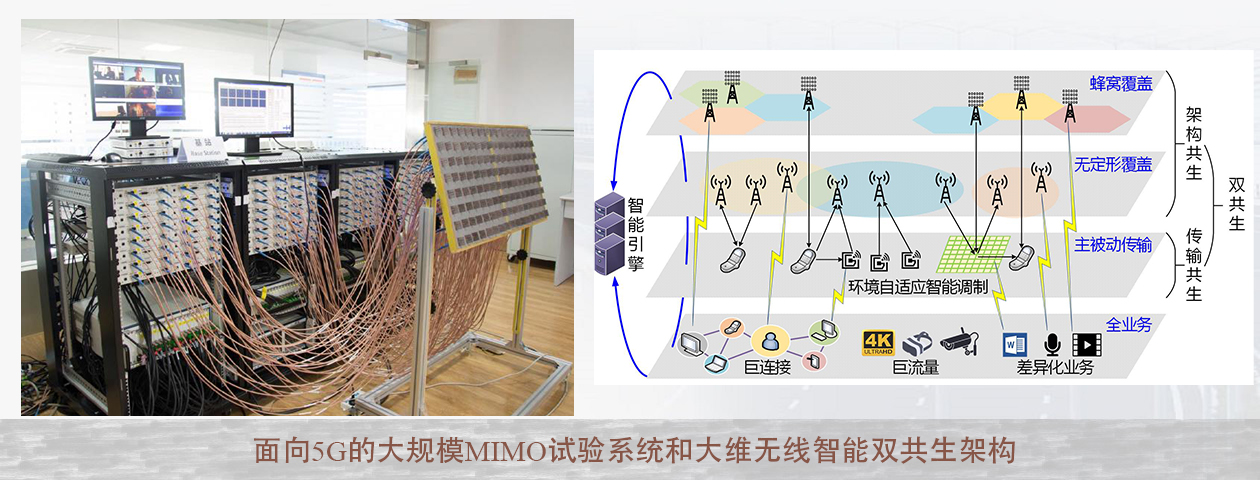 基站
Base Station
蜂窝覆盖
无定形覆盖
主被动传输
环境自适应智能调制
全业务
智能引擎
架构共生
传输共生
双共生
4K
ULTRAHD
W
巨连接
巨流量
差异化业务
面向5G的大规模MIMO试验系统和大维无线智能双共生架构